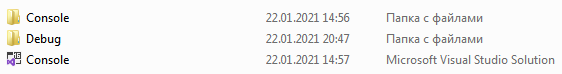 Console 22.01.2021 14:56 Папка с файлами
Debug 22.01.2021 20:47 Папка с файлами
Console 22.01.2021 14:57 Microsoft Visual Studio Solution